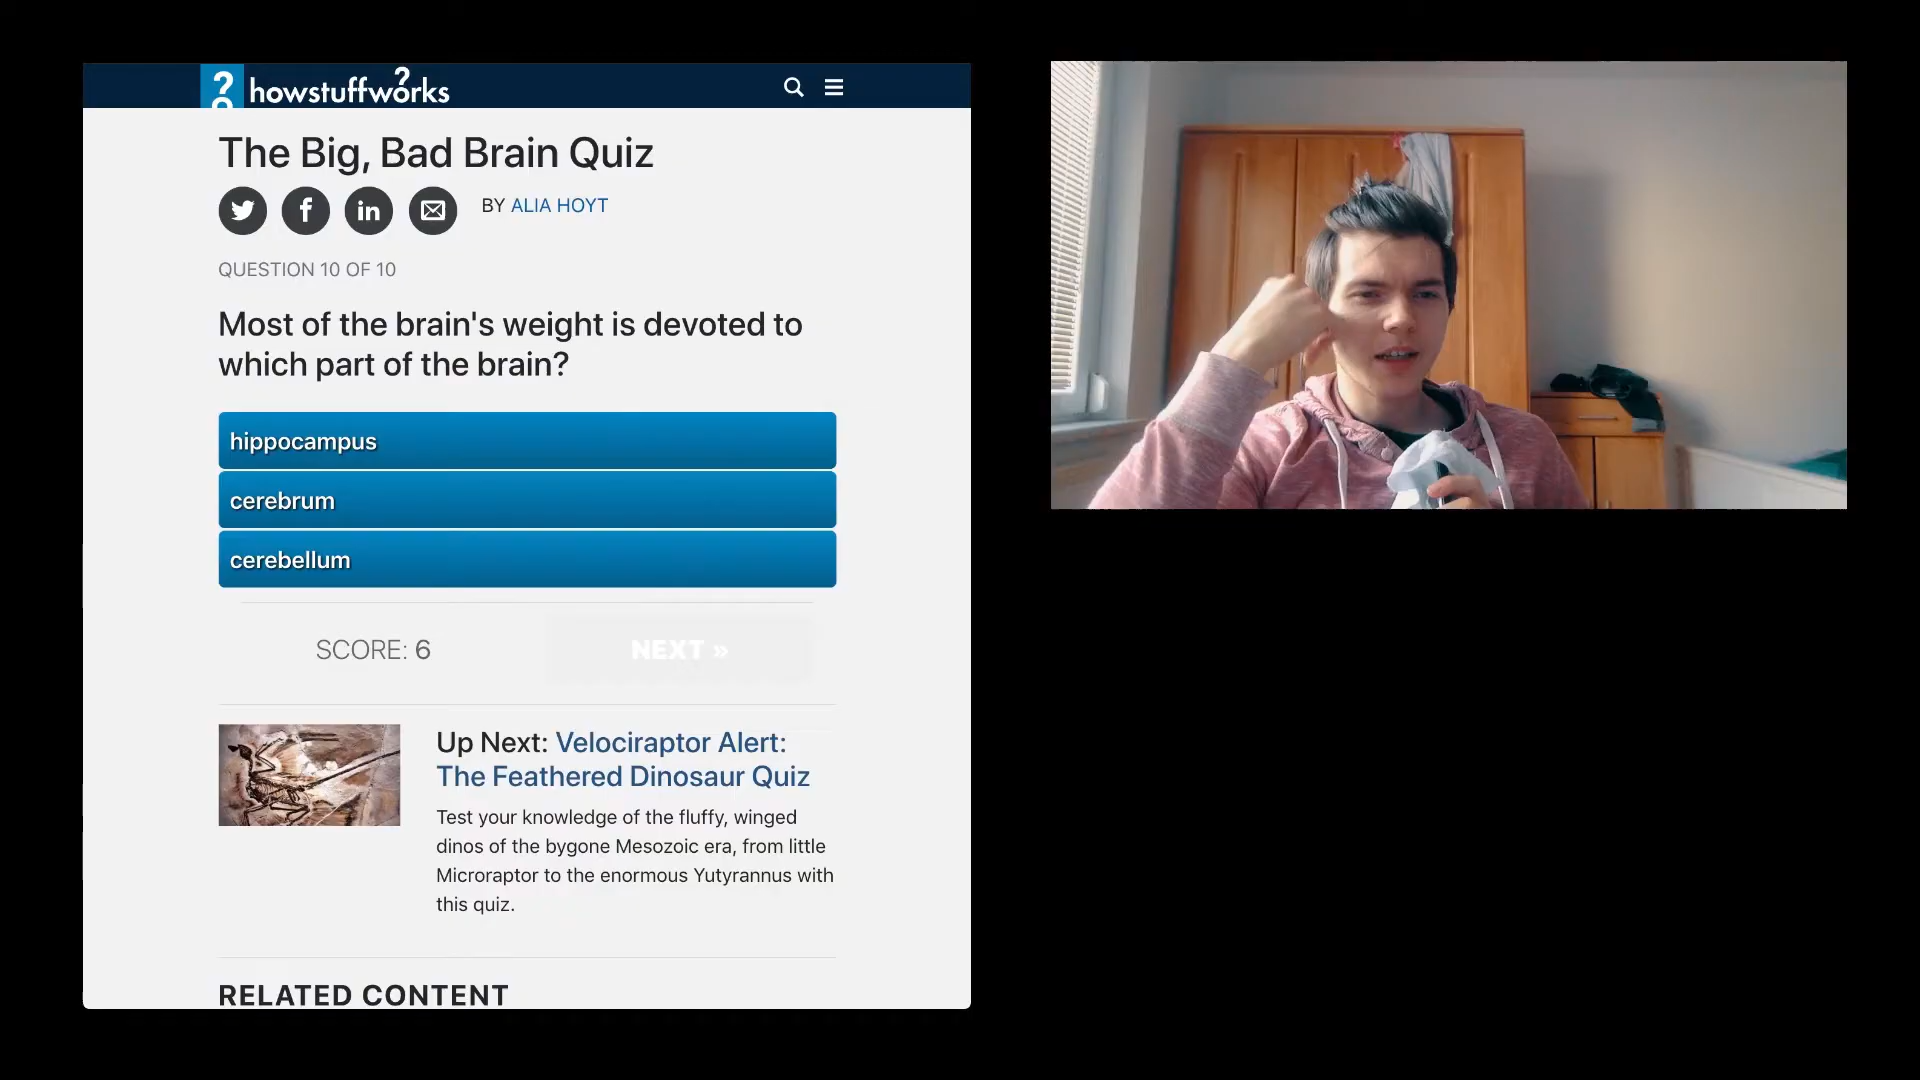 howstuffworks
The Big, Bad Brain Quiz
BY ALIA HOYT
QUESTION 10 OF 10
Most of the brain's weight is devoted to
which part of the brain?
hippocampus
cerebrum
cerebellum
SCORE: 6
NEXT »
Up Next: Velociraptor Alert:
The Feathered Dinosaur Quiz
Test your knowledge of the fluffy, winged
dinos of the bygone Mesozoic era, from little
Microraptor to the enormous Yutyrannus with
this quiz.
RELATED CONTENT